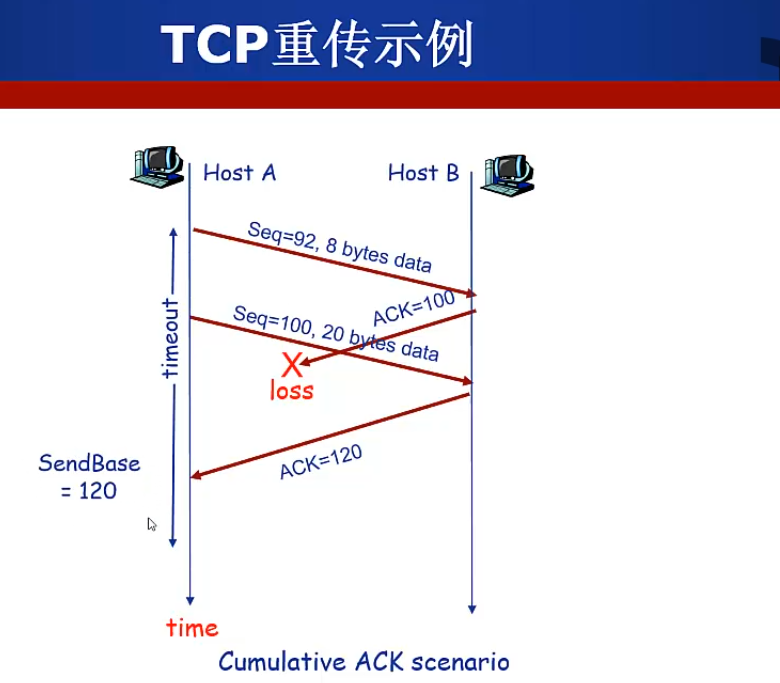 TCP重传示例
Host A
Host B
Seq=92, 8 bytes data
ACK=100
Seq=100, 20 bytes data
timeout
X
loss
ACK=120
SendBase
= 120
time
Cumulative ACK scenario